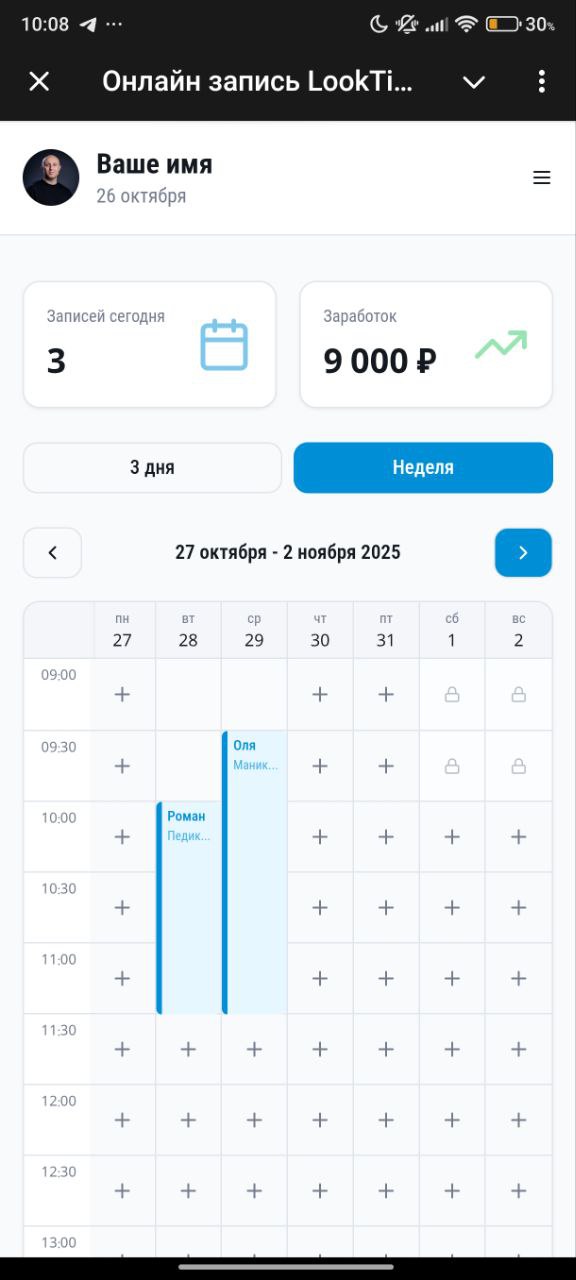 10:08 ... 30%
Онлайн запись LookTi...
Ваше имя
26 октября
Записей сегодня
3
Заработок
9 000 ₽
3 дня
Неделя
27 октября - 2 ноября 2025
пн вт ср чт пт сб вс
27 28 29 30 31 1 2
09:00
09:30
Оля
Маник...
10:00
Роман
Педик...
10:30
11:00
11:30
12:00
12:30
13:00